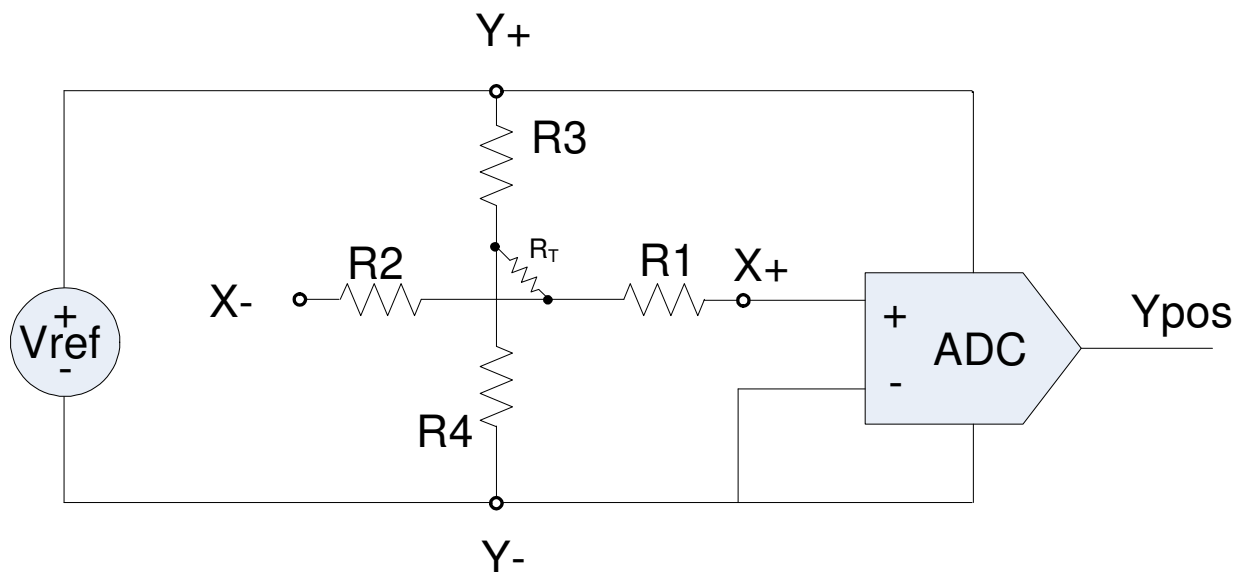 Y+
R3
R2
RT
R1
X+
X-
+
Vref
-
+
-
ADC
Ypos
R4
Y-